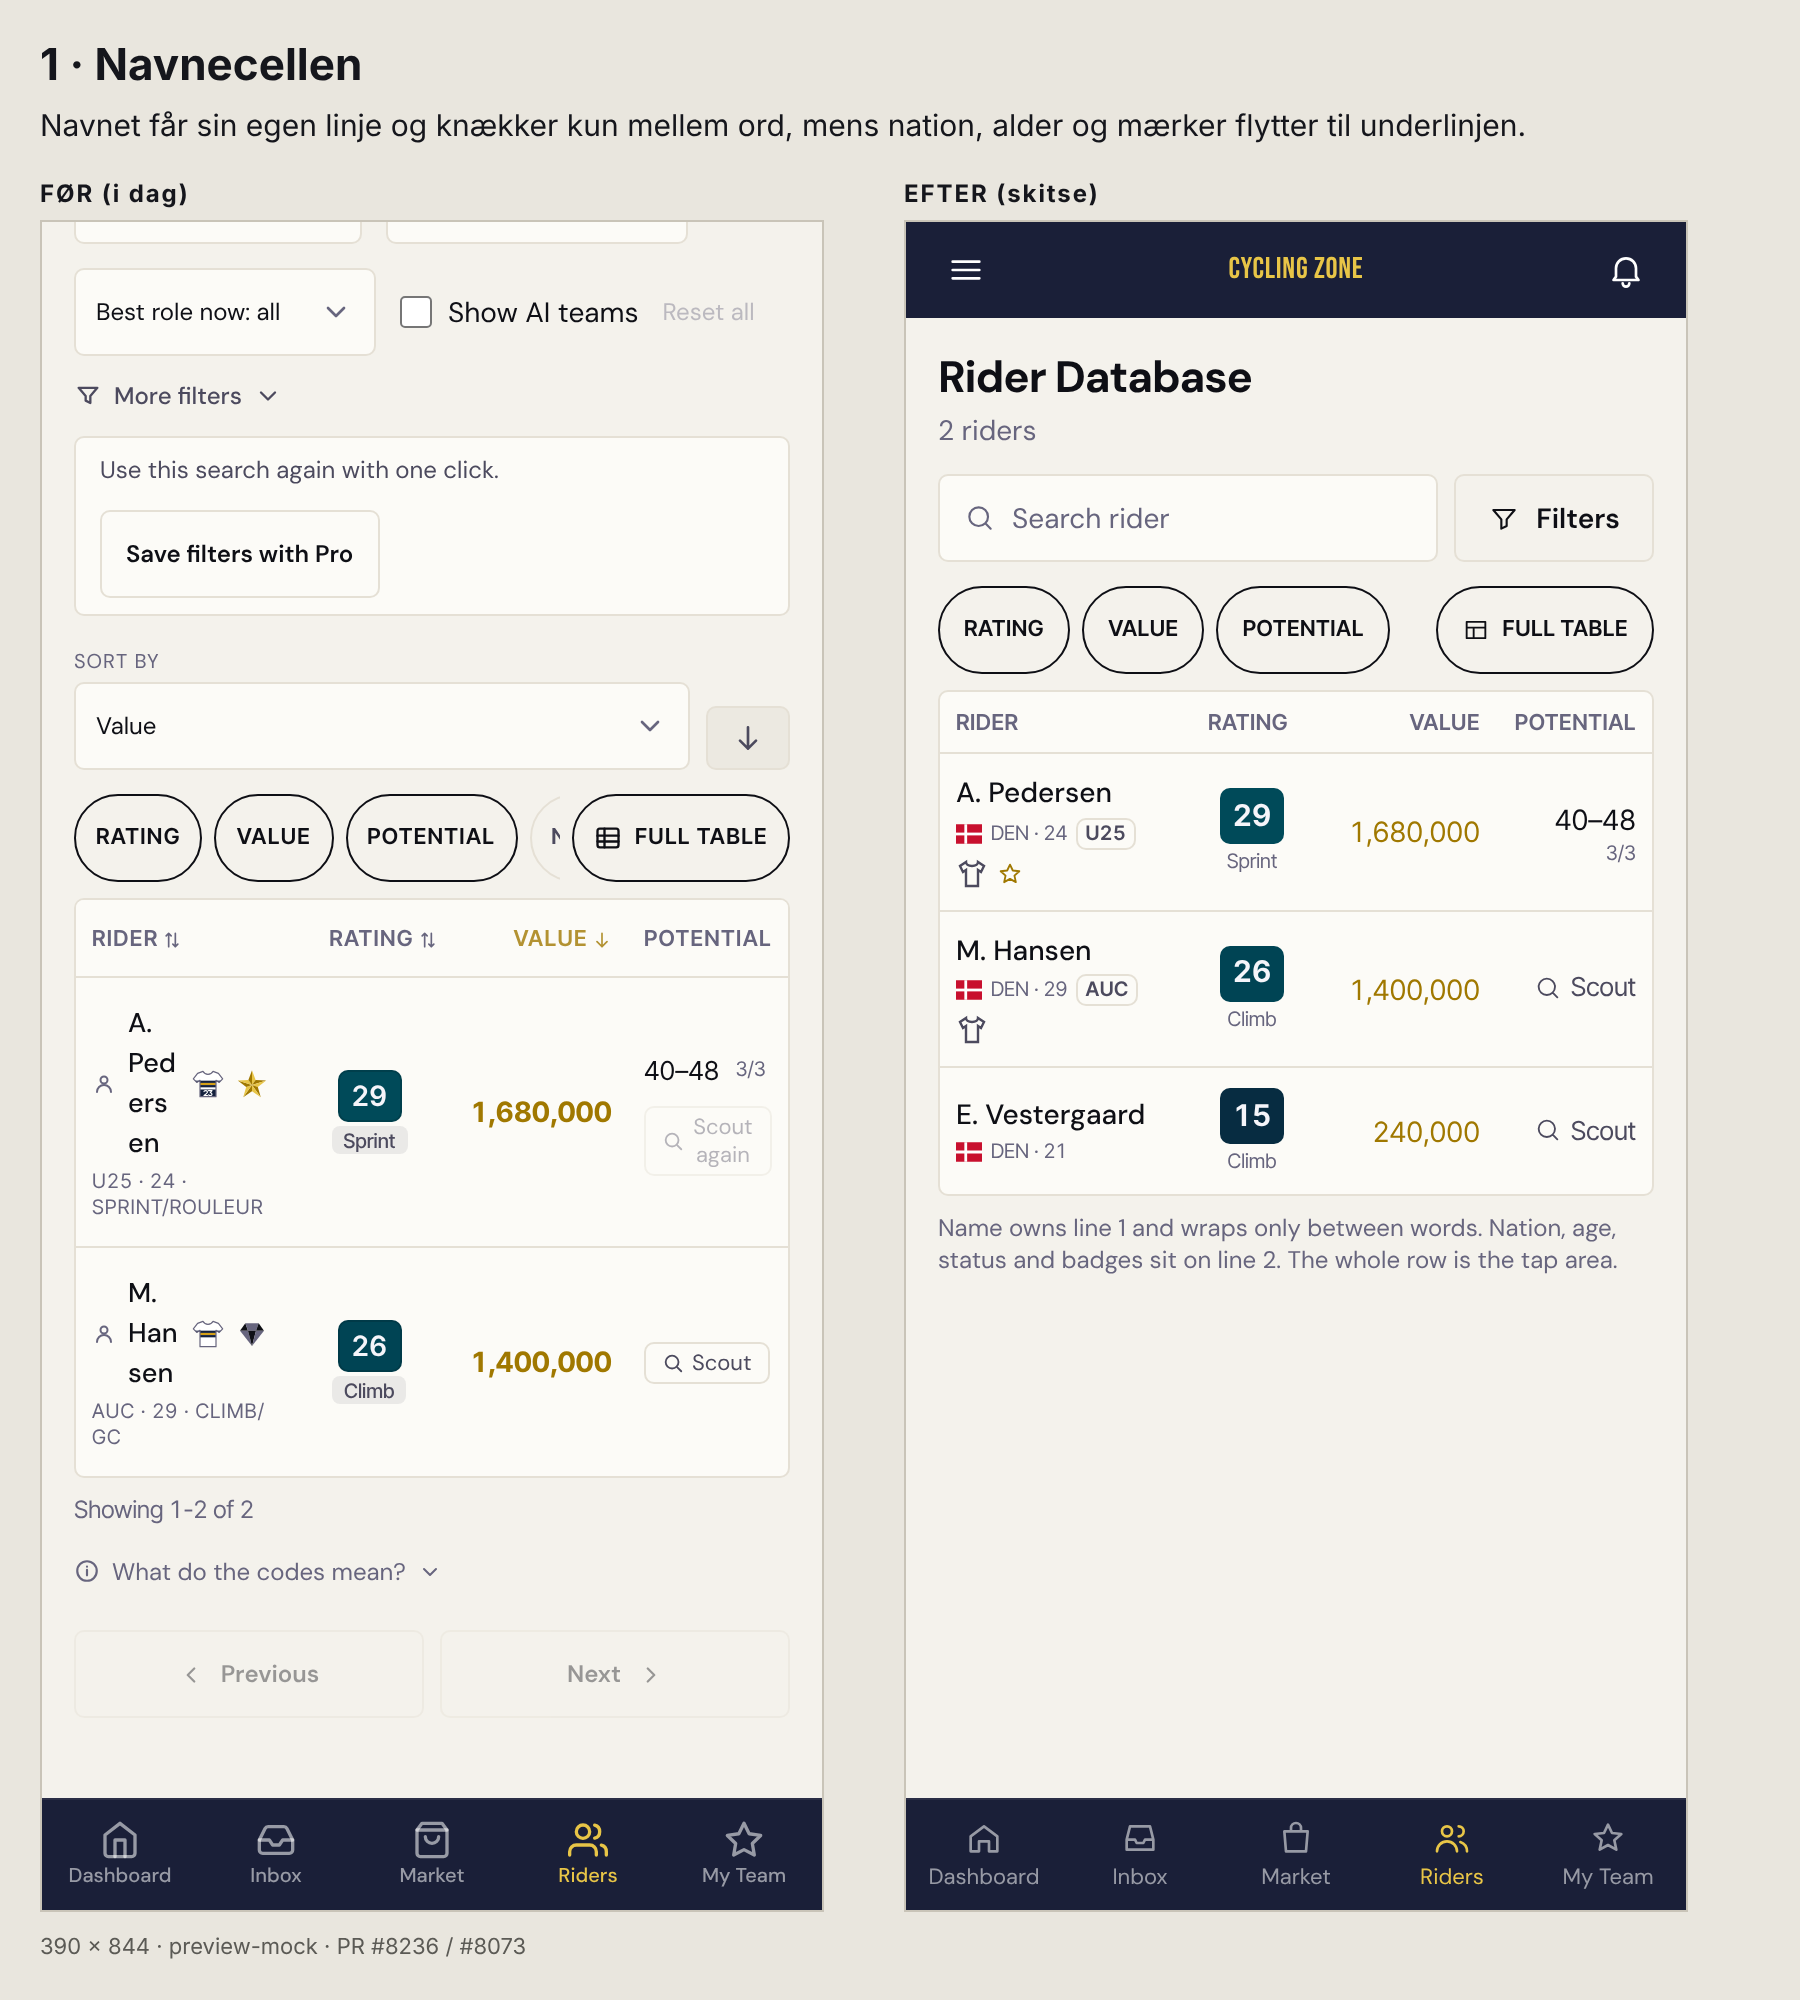 1 · Navnecellen
Navnet får sin egen linje og knækker kun mellem ord, mens nation, alder og mærker flytter til underlinjen.
FØR (i dag)
Best role now: all
Show AI teams
Reset all
More filters
Use this search again with one click.
Save filters with Pro
SORT BY
Value
RATING
VALUE
POTENTIAL
FULL TABLE
RIDER
RATING
VALUE
POTENTIAL
A.
Ped
ers
en
23
U25 · 24 ·
SPRINT/ROULEUR
29
Sprint
1,680,000
40–48 3/3
Scout
again
M.
Han
sen
AUC · 29 · CLIMB/
GC
26
Climb
1,400,000
Scout
Showing 1-2 of 2
What do the codes mean?
Previous
Next
Dashboard
Inbox
Market
Riders
My Team
EFTER (skitse)
CYCLING ZONE
Rider Database
2 riders
Search rider
Filters
RATING
VALUE
POTENTIAL
FULL TABLE
RIDER
RATING
VALUE
POTENTIAL
A. Pedersen
DEN · 24 U25
29
Sprint
1,680,000
40–48
3/3
M. Hansen
DEN · 29 AUC
26
Climb
1,400,000
Scout
E. Vestergaard
DEN · 21
15
Climb
240,000
Scout
Name owns line 1 and wraps only between words. Nation, age,
status and badges sit on line 2. The whole row is the tap area.
Dashboard
Inbox
Market
Riders
My Team
390 × 844 · preview-mock · PR #8236 / #8073